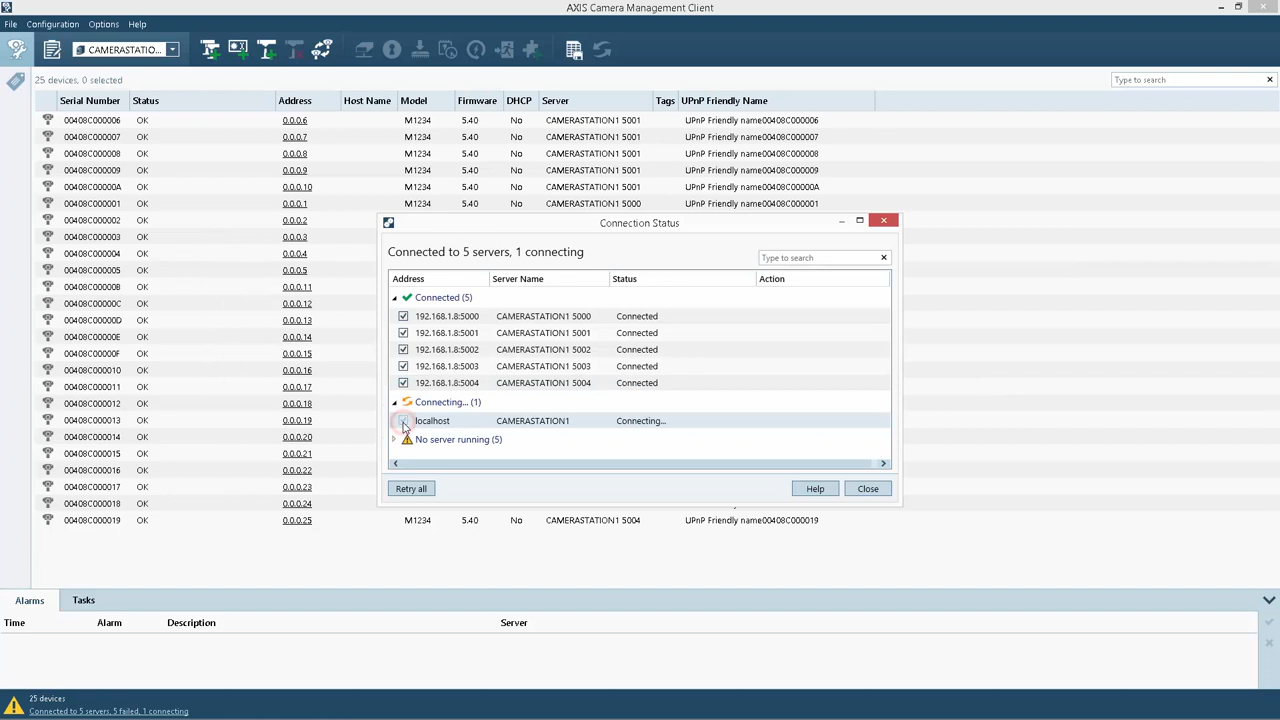 AXIS Camera Management Client
File Configuration Options Help
CAMERASTATIO...
25 devices, 0 selected
Type to search
Serial Number Status Address Host Name Model Firmware DHCP Server Tags UPnP Friendly Name
00408C000006 OK 0.0.0.6 M1234 5.40 No CAMERASTATION1 5001 UPnP Friendly name00408C000006
00408C000007 OK 0.0.0.7 M1234 5.40 No CAMERASTATION1 5001 UPnP Friendly name00408C000007
00408C000008 OK 0.0.0.8 M1234 5.40 No CAMERASTATION1 5001 UPnP Friendly name00408C000008
00408C000009 OK 0.0.0.9 M1234 5.40 No CAMERASTATION1 5001 UPnP Friendly name00408C000009
00408C00000A OK 0.0.0.10 M1234 5.40 No CAMERASTATION1 5001 UPnP Friendly name00408C00000A
00408C000001 OK 0.0.0.1 M1234 5.40 No CAMERASTATION1 5000 UPnP Friendly name00408C000001
00408C000002 OK 0.0.0.2
00408C000003 OK 0.0.0.3
00408C000004 OK 0.0.0.4
00408C000005 OK 0.0.0.5
00408C00000B OK 0.0.0.11
00408C00000C OK 0.0.0.12
00408C00000D OK 0.0.0.13
00408C00000E OK 0.0.0.14
00408C00000F OK 0.0.0.15
00408C000010 OK 0.0.0.16
00408C000011 OK 0.0.0.17
00408C000012 OK 0.0.0.18
00408C000013 OK 0.0.0.19
00408C000014 OK 0.0.0.20
00408C000015 OK 0.0.0.21
00408C000016 OK 0.0.0.22
00408C000017 OK 0.0.0.23
00408C000018 OK 0.0.0.24
00408C000019 OK 0.0.0.25 M1234 5.40 No CAMERASTATION1 5004 UPnP Friendly name00408C000019
Connection Status
Connected to 5 servers, 1 connecting
Type to search
Address Server Name Status Action
Connected (5)
192.168.1.8:5000 CAMERASTATION1 5000 Connected
192.168.1.8:5001 CAMERASTATION1 5001 Connected
192.168.1.8:5002 CAMERASTATION1 5002 Connected
192.168.1.8:5003 CAMERASTATION1 5003 Connected
192.168.1.8:5004 CAMERASTATION1 5004 Connected
Connecting... (1)
localhost CAMERASTATION1 Connecting...
No server running (5)
Retry all Help Close
Alarms Tasks
Time Alarm Description Server
25 devices
Connected to 5 servers, 5 failed, 1 connecting